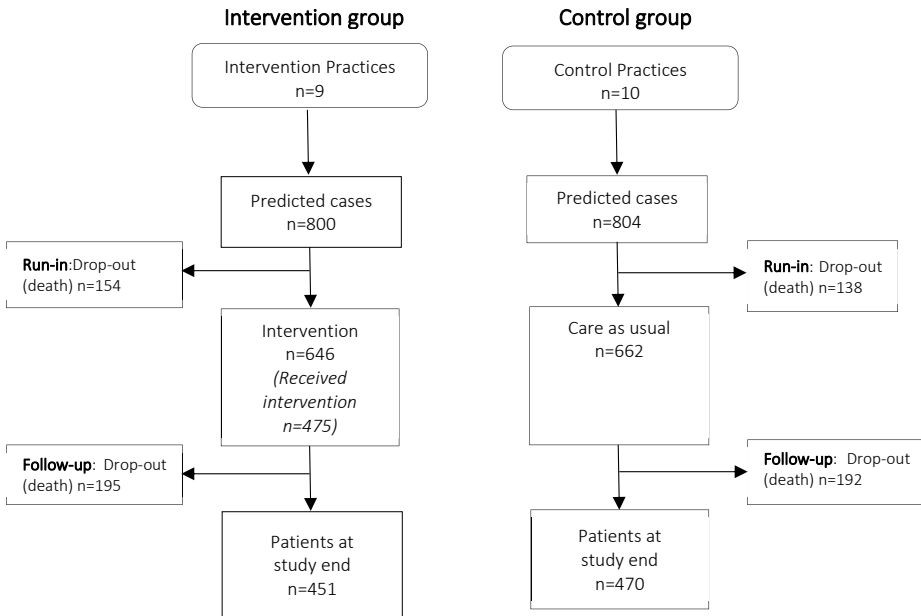 Intervention group
Intervention Practices
n=9
Predicted cases
n=800
Run-in:Drop-out
(death) n=154
Intervention
n=646
(Received
intervention
n=475)
Follow-up: Drop-out
(death) n=195
Patients at
study end
n=451
Control group
Control Practices
n=10
Predicted cases
n=804
Run-in: Drop-out
(death) n=138
Care as usual
n=662
Follow-up: Drop-out
(death) n=192
Patients at
study end
n=470